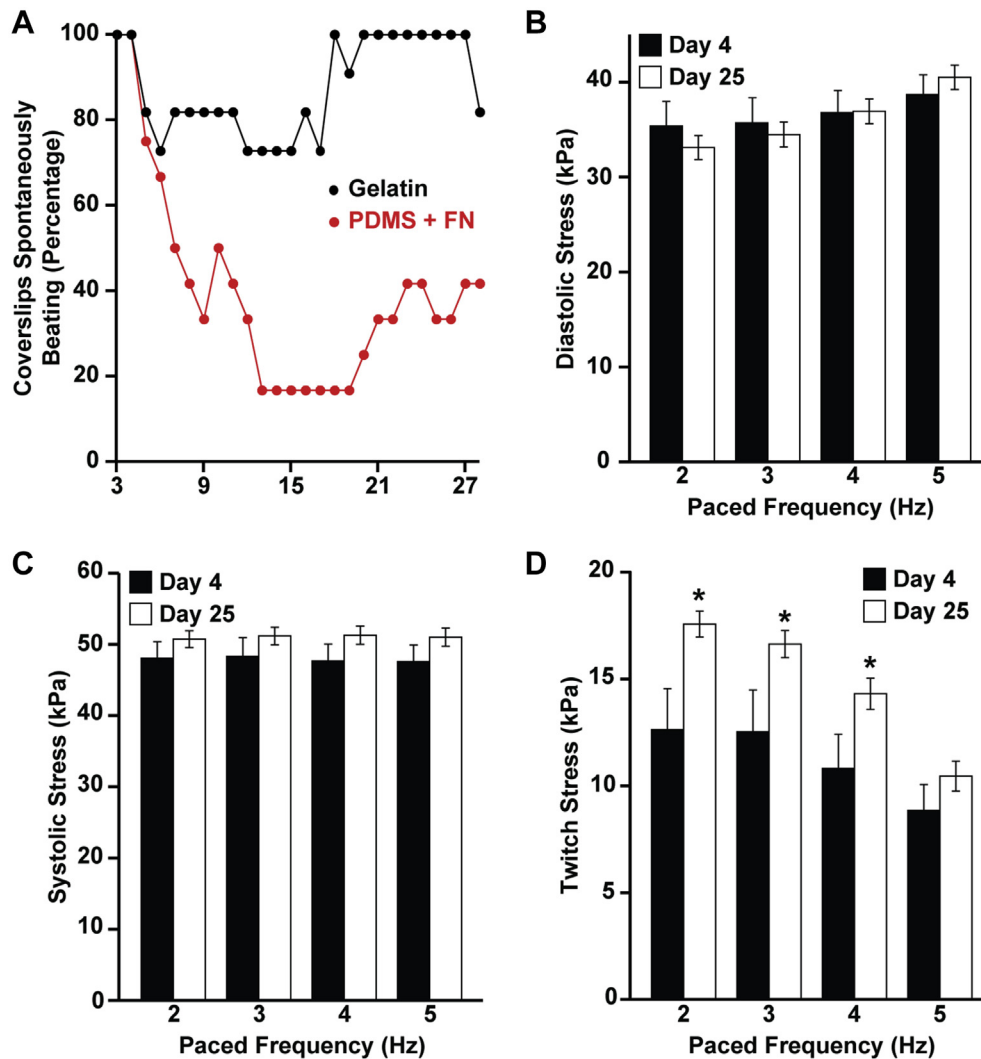 A
Coverslips Spontaneously
Beating (Percentage)
100
80
60
40
20
0
3 9 15 21 27
Gelatin
PDMS + FN
B
Day 4
Day 25
Diastolic Stress (kPa)
40
30
20
10
0
2 3 4 5
Paced Frequency (Hz)
C
Day 4
Day 25
Systolic Stress (kPa)
60
50
40
30
20
10
0
2 3 4 5
Paced Frequency (Hz)
D
Day 4
Day 25
Twitch Stress (kPa)
20
15
10
5
0
* * *
2 3 4 5
Paced Frequency (Hz)